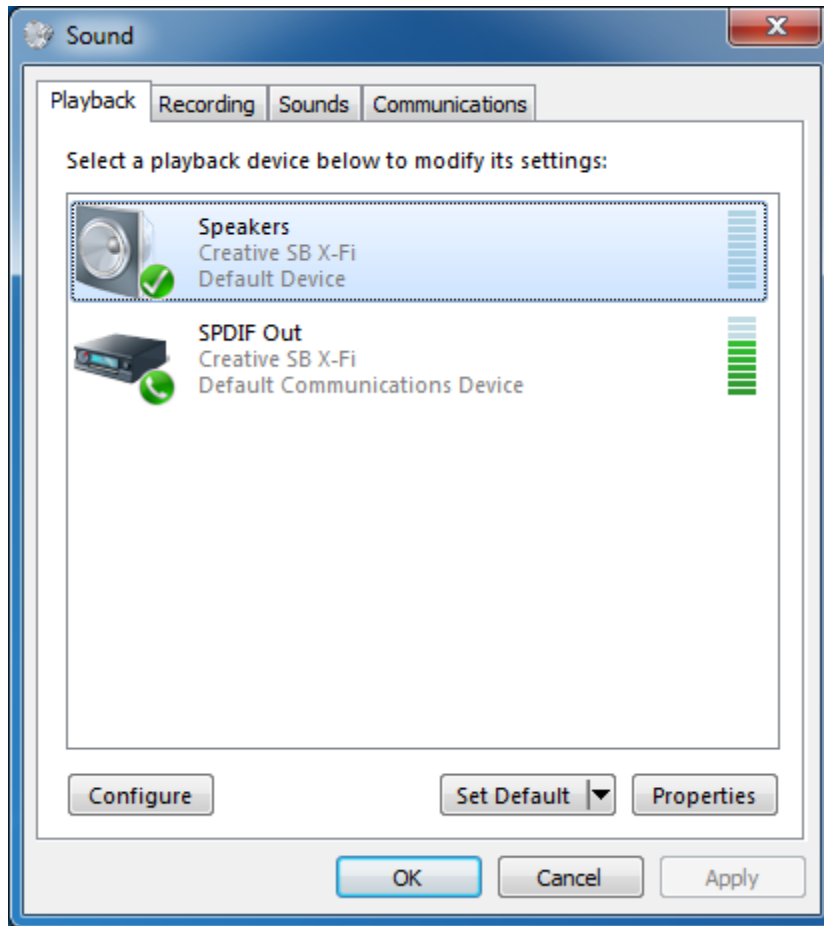 Sound
Playback Recording Sounds Communications
Select a playback device below to modify its settings:
Speakers
Creative SB X-Fi
Default Device
SPDIF Out
Creative SB X-Fi
Default Communications Device
Configure Set Default Properties
OK Cancel Apply